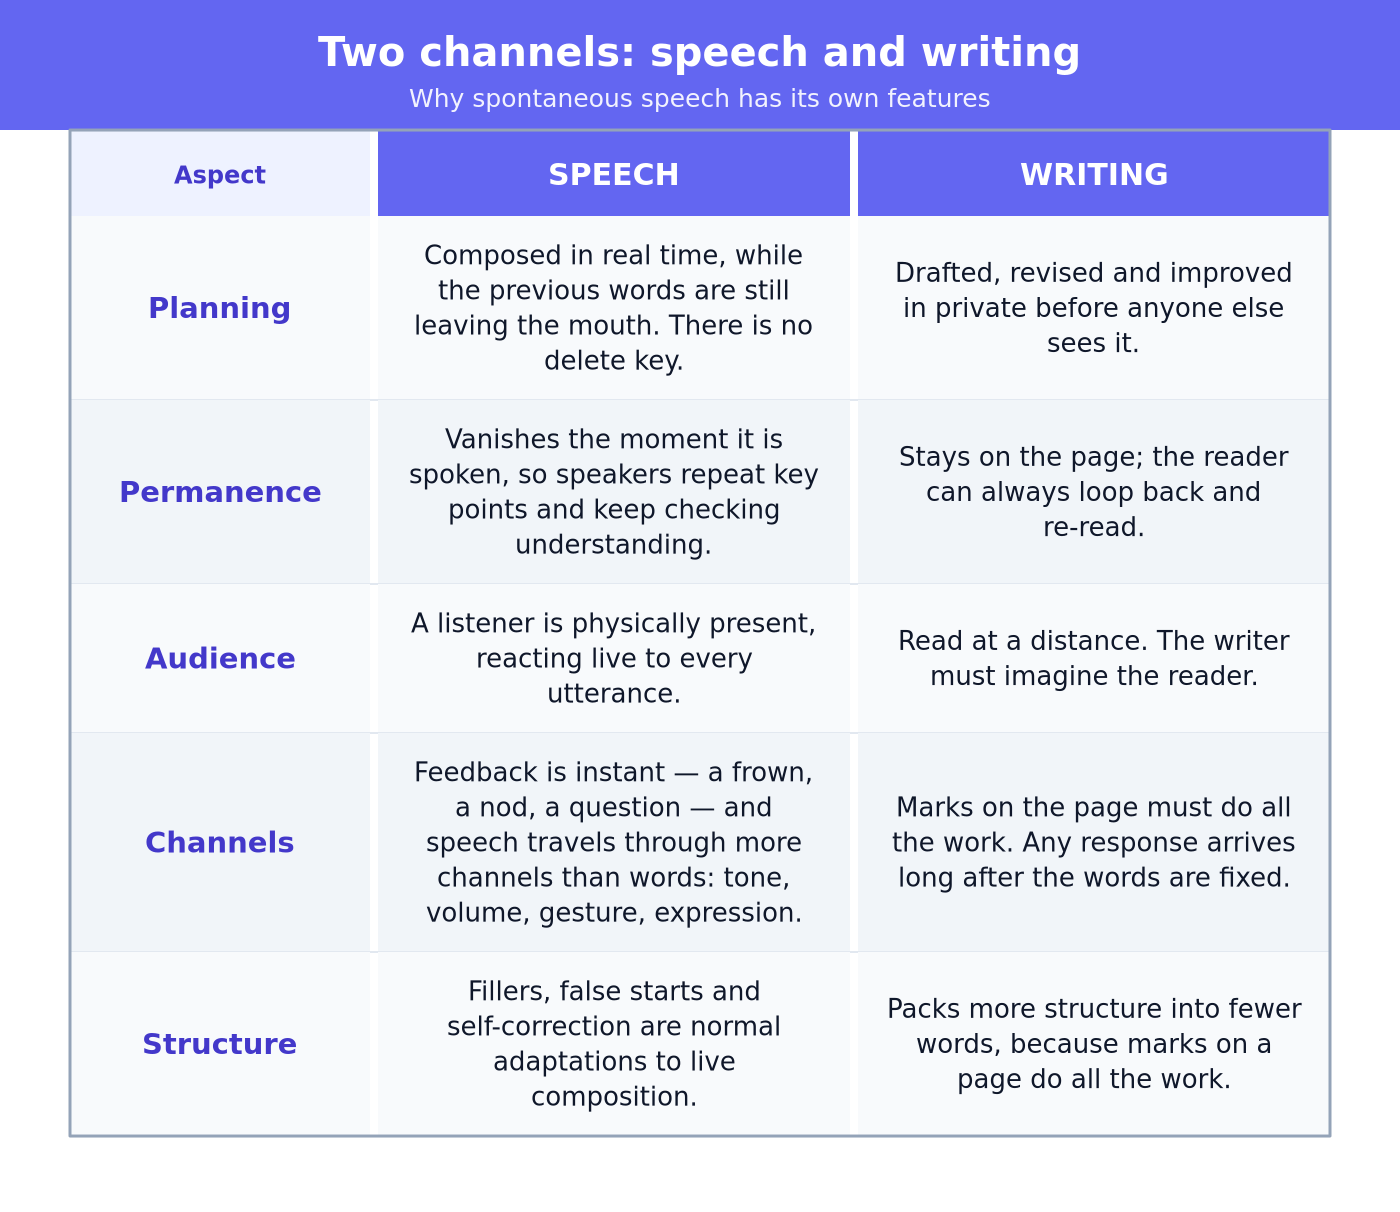 Two channels: speech and writing
Why spontaneous speech has its own features
Aspect
SPEECH
WRITING
Planning
Composed in real time, while
the previous words are still
leaving the mouth. There is no
delete key.
Drafted, revised and improved
in private before anyone else
sees it.
Permanence
Vanishes the moment it is
spoken, so speakers repeat key
points and keep checking
understanding.
Stays on the page; the reader
can always loop back and
re-read.
Audience
A listener is physically present,
reacting live to every
utterance.
Read at a distance. The writer
must imagine the reader.
Channels
Feedback is instant — a frown,
a nod, a question — and
speech travels through more
channels than words: tone,
volume, gesture, expression.
Marks on the page must do all
the work. Any response arrives
long after the words are fixed.
Structure
Fillers, false starts and
self-correction are normal
adaptations to live
composition.
Packs more structure into fewer
words, because marks on a
page do all the work.